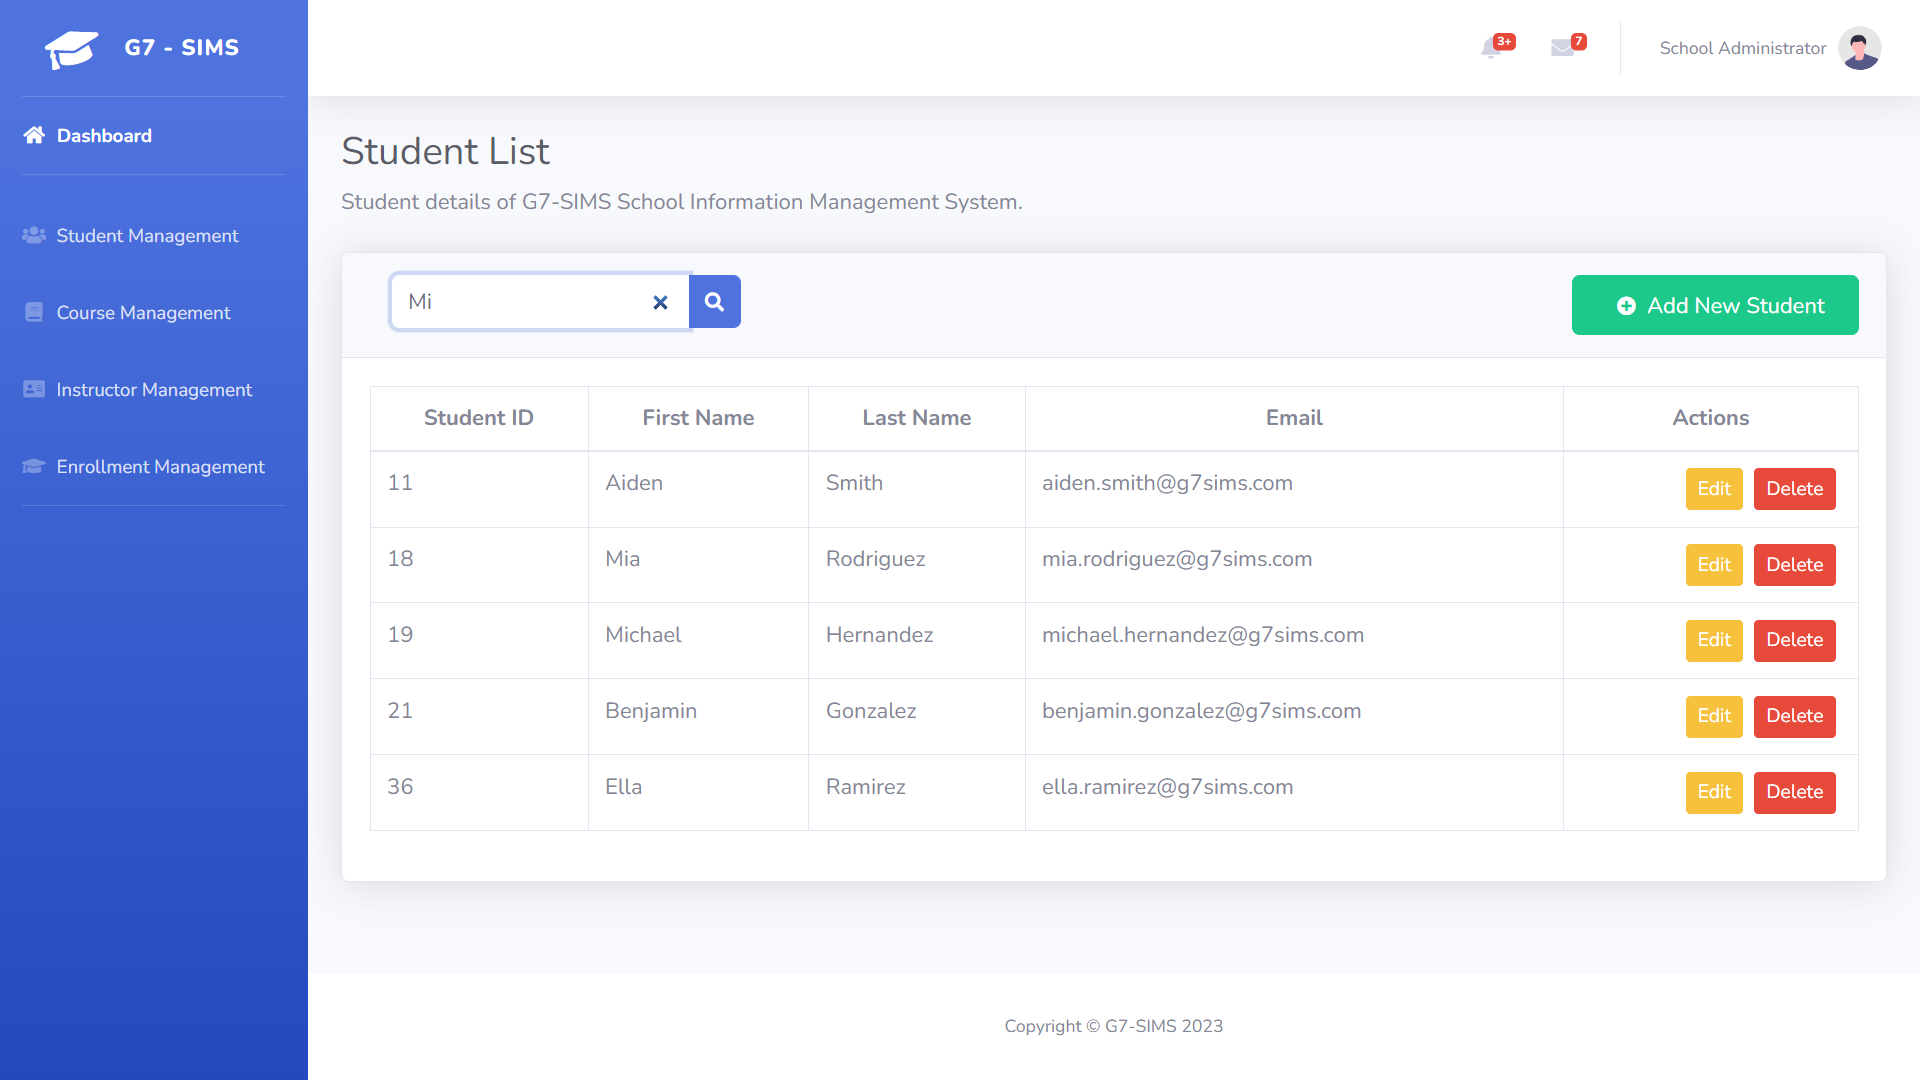 G7 - SIMS
3+
7
School Administrator
Dashboard
Student Management
Course Management
Instructor Management
Enrollment Management
Student List
Student details of G7-SIMS School Information Management System.
Mi
Add New Student
Student ID First Name Last Name Email Actions
11 Aiden Smith aiden.smith@g7sims.com Edit Delete
18 Mia Rodriguez mia.rodriguez@g7sims.com Edit Delete
19 Michael Hernandez michael.hernandez@g7sims.com Edit Delete
21 Benjamin Gonzalez benjamin.gonzalez@g7sims.com Edit Delete
36 Ella Ramirez ella.ramirez@g7sims.com Edit Delete
Copyright © G7-SIMS 2023